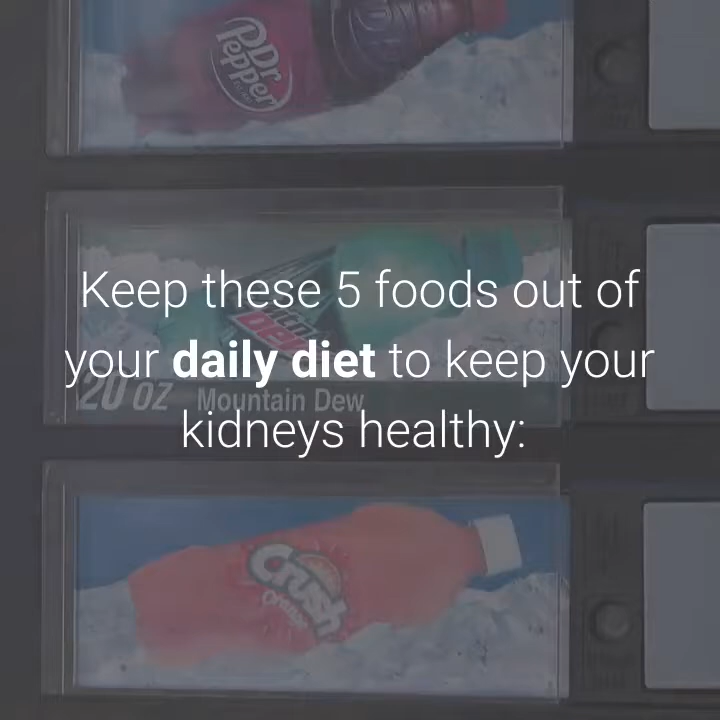 Dr
Pepper
Keep these 5 foods out of
your daily diet to keep your
20 OZ Mountain Dew
kidneys healthy:
Crush